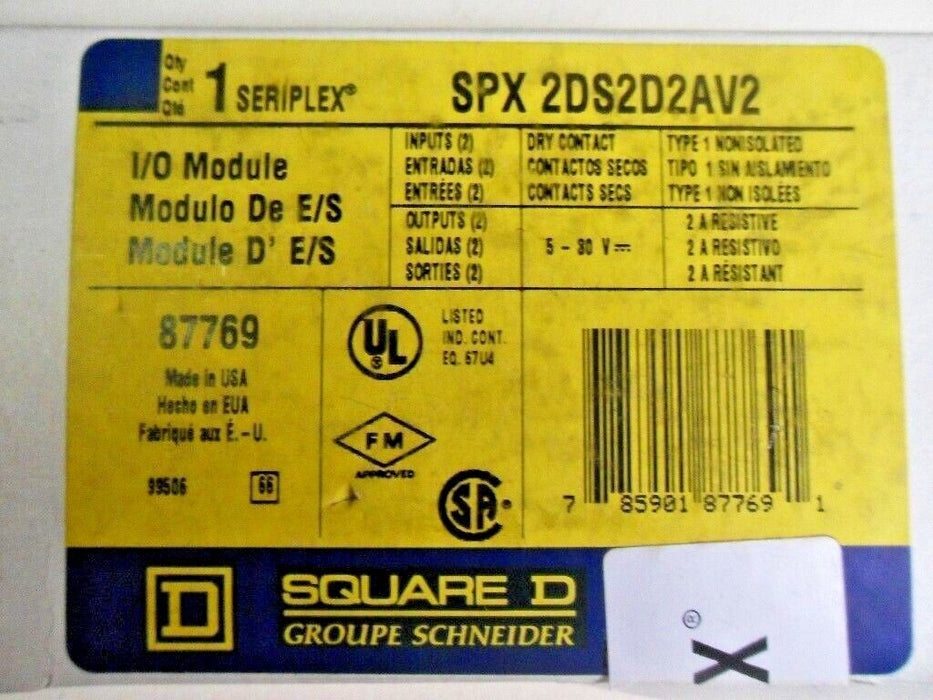 Qty
Cont
Qté
1 SERIPLEX®
SPX 2DS2D2AV2
I/O Module
Modulo De E/S
Module D' E/S
INPUTS (2) DRY CONTACT TYPE 1 NONISOLATED
ENTRADAS (2) CONTACTOS SECOS TIPO 1 SIN AISLAMIENTO
ENTRÉES (2) CONTACTS SECS TYPE 1 NON ISOLÉES
OUTPUTS (2) 2 A RESISTIVE
SALIDAS (2) 5 - 30 V⎓ 2 A RESISTIVO
SORTIES (2) 2 A RÉSISTANT
87769
Made in USA
Hecho en EUA
Fabriqué aux É.-U.
99506 66
UL®
LISTED
IND. CONT.
EQ. 67U4
FM
APPROVED
SA®
7 85901 87769 1
D SQUARE D
GROUPE SCHNEIDER
®
X